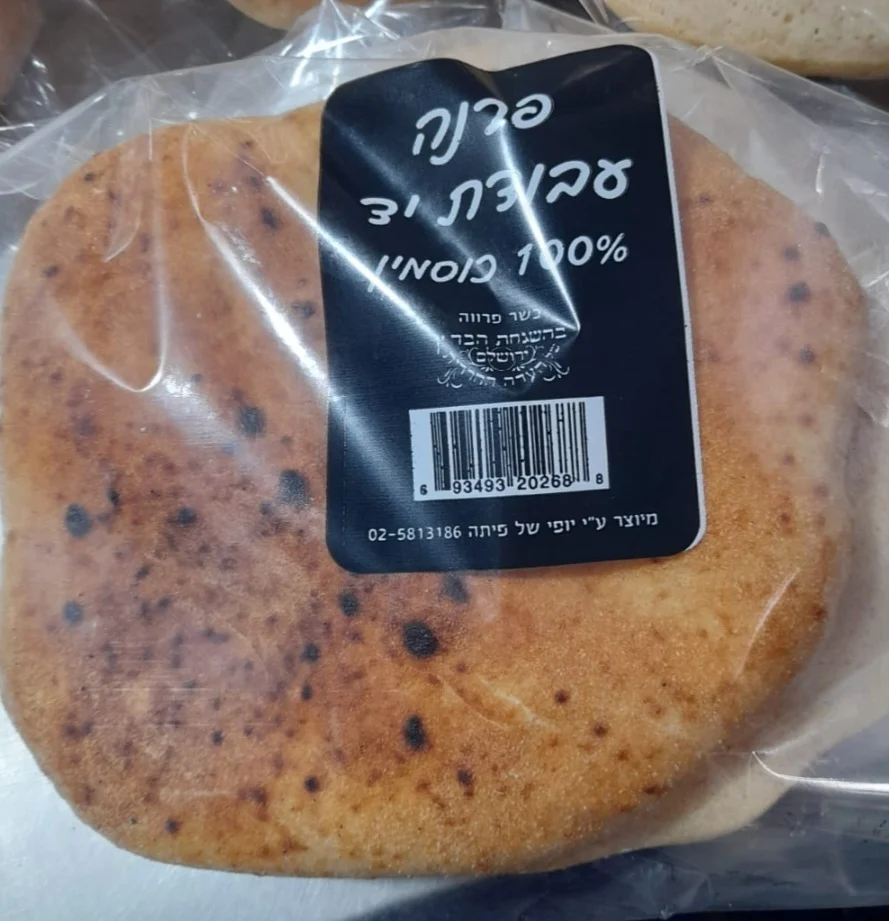 פרנה
עבודת יד
100% כוסמין
כשר פרווה
בהשגחת הבד"ץ
ירושלם
6 93493 20268 8
מיוצר ע"י יופי של פיתה 02-5813186